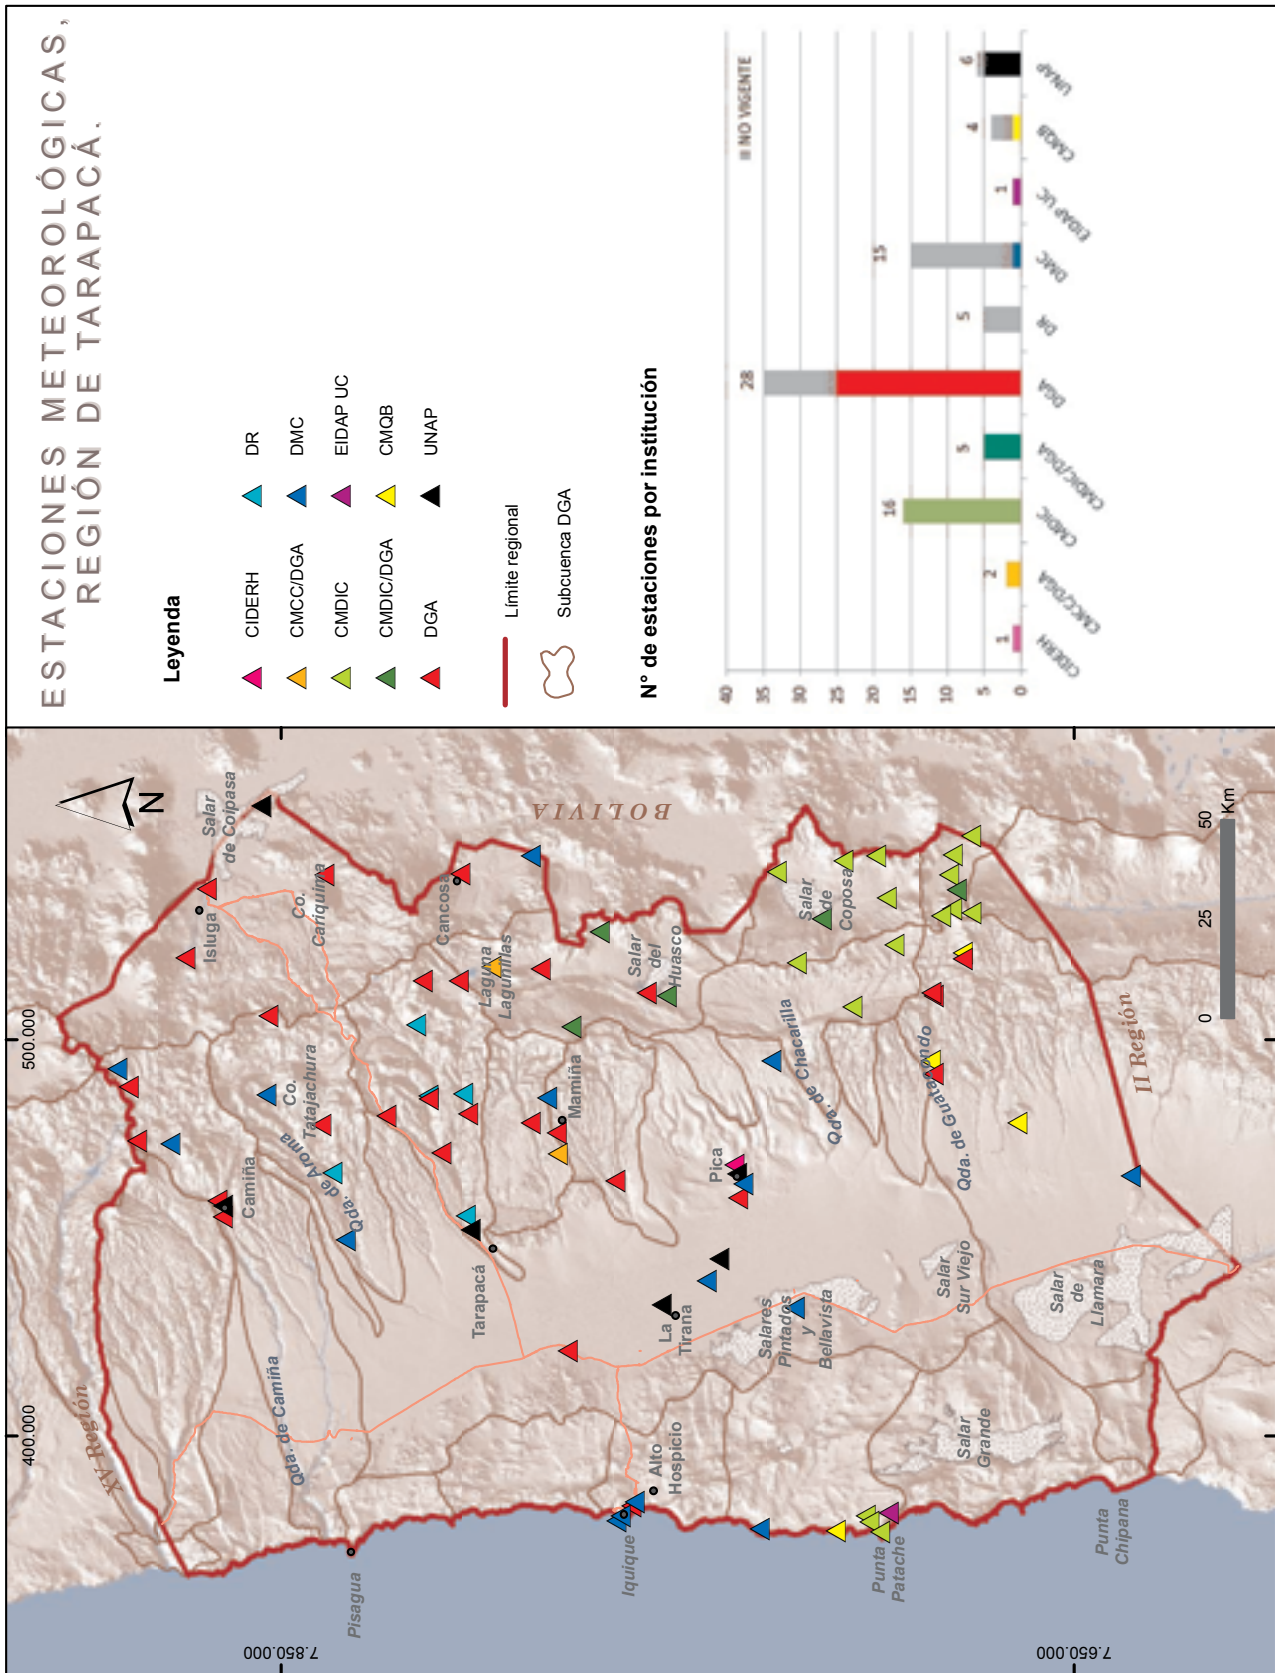 ESTACIONES METEOROLÓGICAS,
REGIÓN DE TARAPACÁ.
Leyenda
CIDERH
CMCC/DGA
CMDIC
CMDIC/DGA
DGA
DR
DMC
EIDAP UC
CMQB
UNAP
Límite regional
Subcuenca DGA
N° de estaciones por institución
NO VIGENTE
40
35
30
25
20
15
10
5
0
1
2
16
5
28
5
15
1
4
6
CIDERH
CMCC/DGA
CMDIC
CMDIC/DGA
DGA
DR
DMC
EIDAP UC
CMQB
UNAP
400.000
500.000
7.850.000
7.650.000
N
XV Región
BOLIVIA
II Región
Salar
de Coipasa
Isluga
Co.
Cariquima
Cancosa
Laguna
Lagunillas
Salar
del
Huasco
Salar
de
Coposa
Co.
Tatajachura
Qda. de Aroma
Camiña
Qda. de Camiña
Tarapacá
Mamiña
Pica
La
Tirana
Qda. de Chacarilla
Qda. de Guatacondo
Salares
Pintados
y
Bellavista
Salar
Sur Viejo
Salar
de
Llamara
Salar
Grande
Alto
Hospicio
Pisagua
Iquique
Punta
Patache
Punta
Chipana
0
25
50
Km